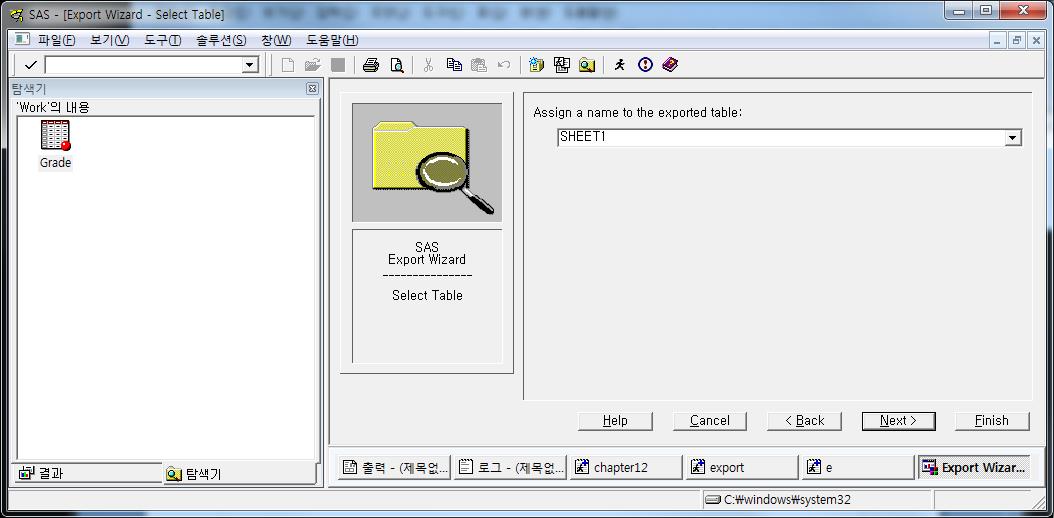 SAS - [Export Wizard - Select Table]
파일(F) 보기(V) 도구(T) 솔루션(S) 창(W) 도움말(H)
탐색기
'Work'의 내용
Grade
결과
탐색기
SAS
Export Wizard
---------------
Select Table
Assign a name to the exported table:
SHEET1
Help
Cancel
< Back
Next >
Finish
출력 - (제목없...
로그 - (제목없...
chapter12
export
e
Export Wizar...
C:₩windows₩system32